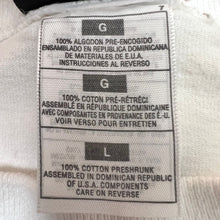 G
100% ALGODON PRE-ENCOGIDO
ENSAMBLADO EN REPUBLICA DOMINICANA
DE MATERIALES DE E.U.A.
INSTRUCCIONES AL REVERSO
G
100% COTON PRÉ-RÉTRÉCI
ASSEMBLÉ EN RÉPUBLIQUE DOMINICAINE
AVEC COMPOSANTES EN PROVENANCE DES É.-U.
VOIR VERSO POUR ENTRETIEN
L
100% COTTON PRESHRUNK
ASSEMBLED IN DOMINICAN REPUBLIC
OF U.S. COMPONENTS
CARE ON REVERSE